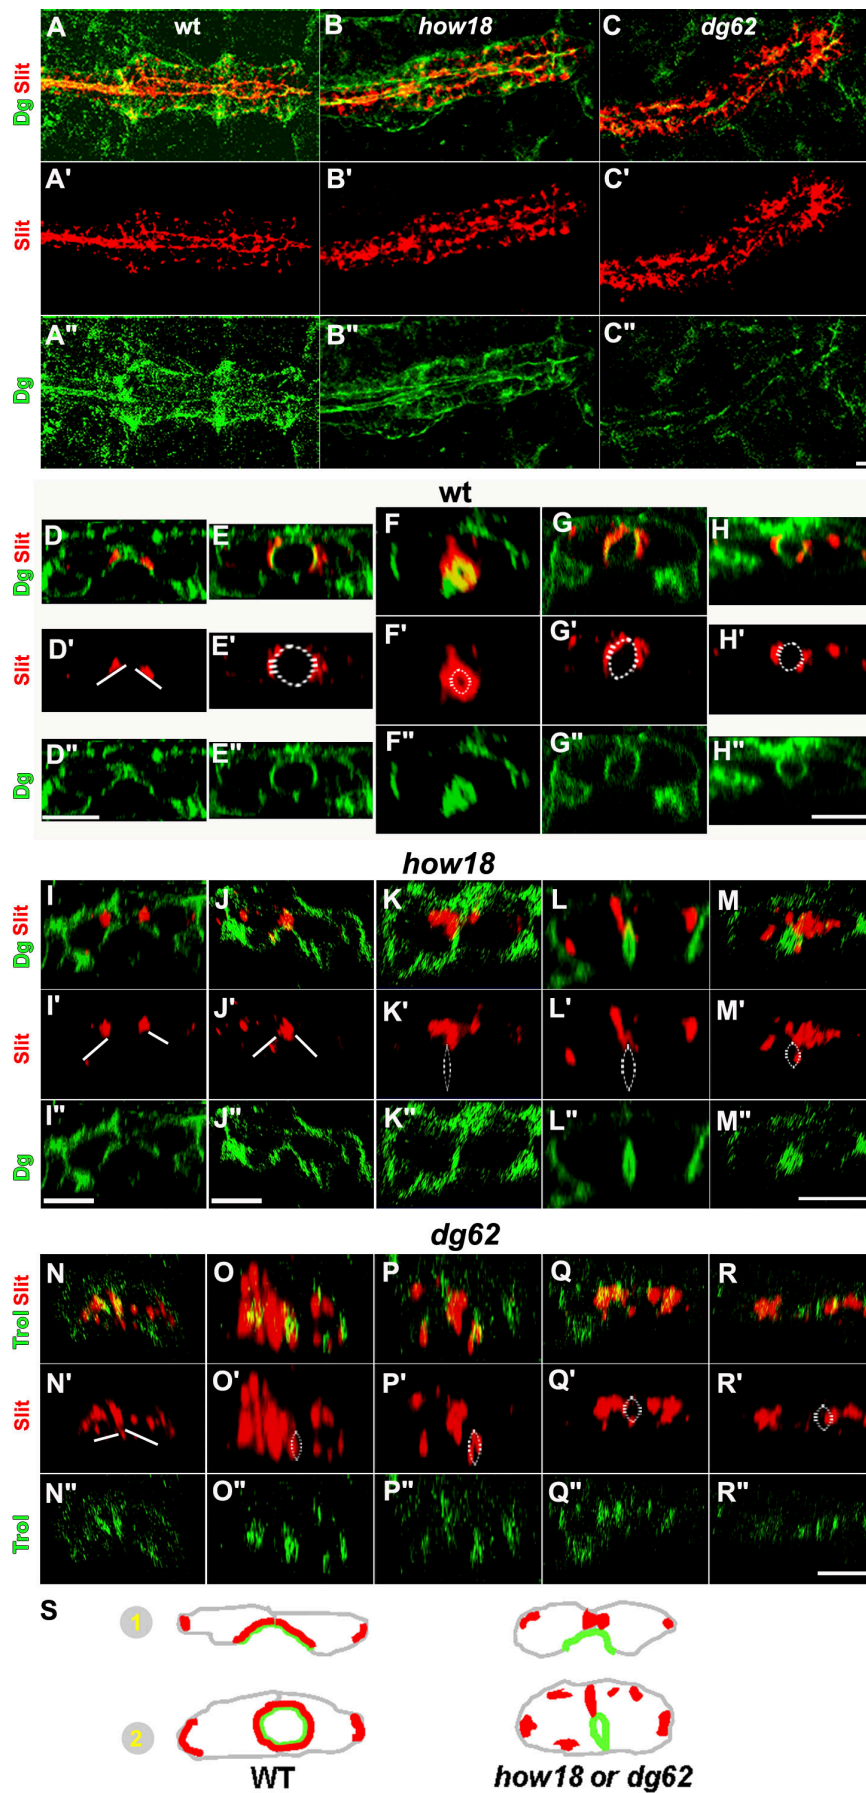 A wt B how18 C dg62
Dg Slit
A' B' C'
Slit
A" B" C"
Dg
wt
D E F G H
Dg Slit
D' E' F' G' H'
Slit
D" E" F" G" H"
Dg
how18
I J K L M
Dg Slit
I' J' K' L' M'
Slit
I" J" K" L" M"
Dg
dg62
N O P Q R
Trol Slit
N' O' P' Q' R'
Slit
N" O" P" Q" R"
Trol
S
1
2
WT how18 or dg62